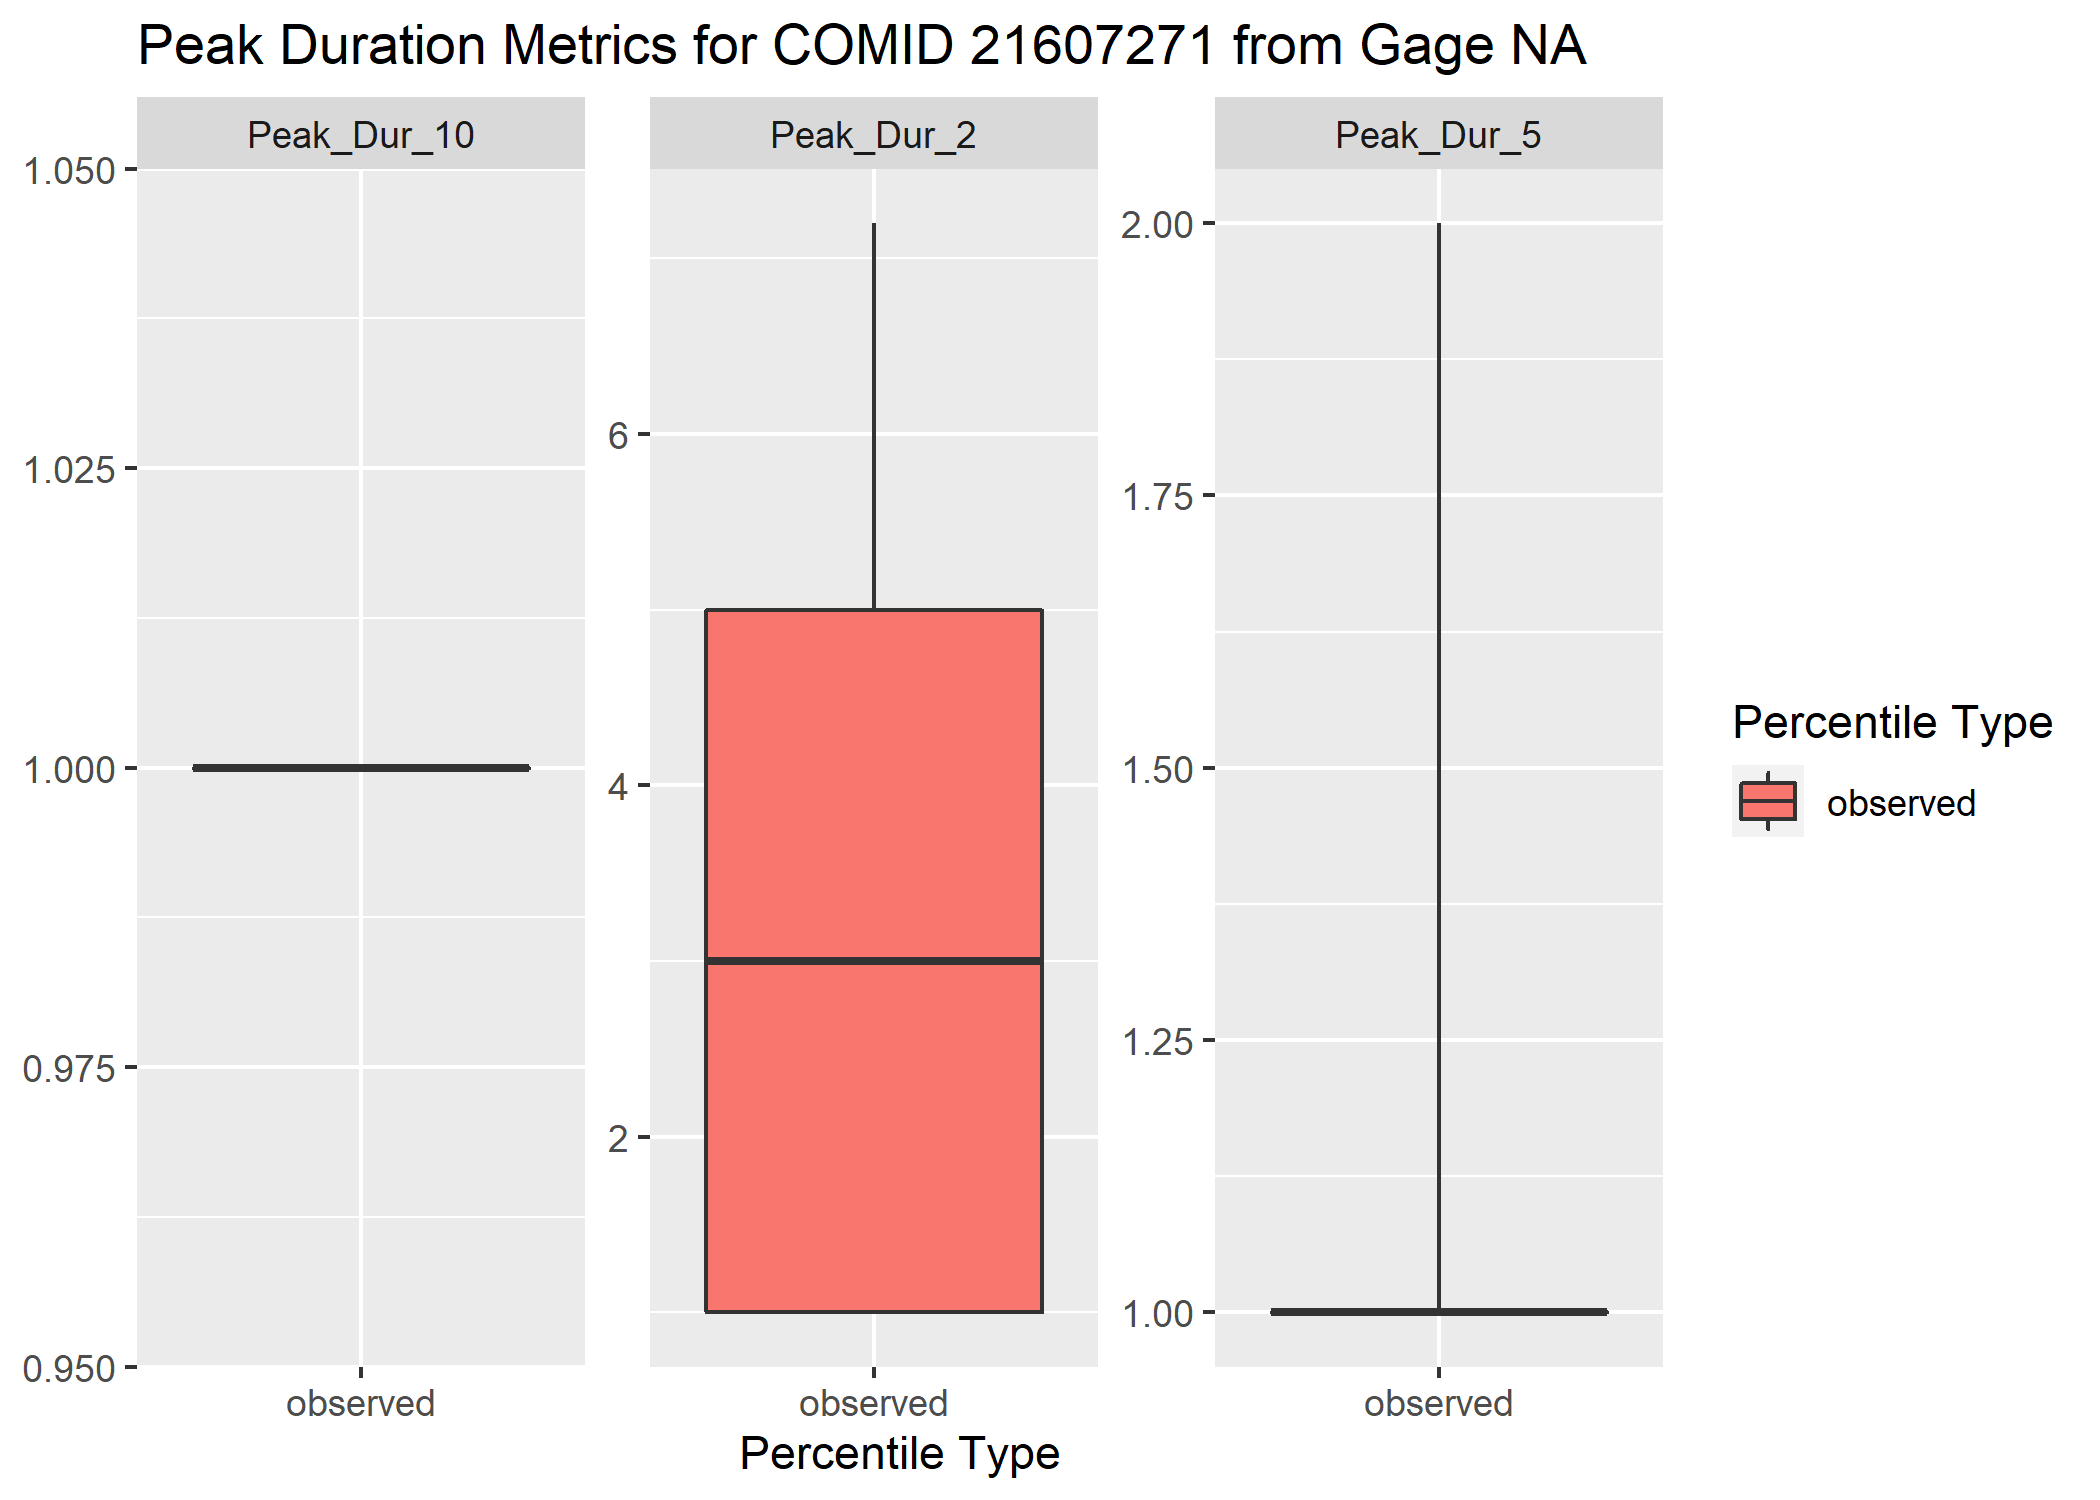 Peak Duration Metrics for COMID 21607271 from Gage NA
Peak_Dur_10
Peak_Dur_2
Peak_Dur_5
1.050
1.025
1.000
0.975
0.950
6
4
2
2.00
1.75
1.50
1.25
1.00
observed
observed
observed
Percentile Type
Percentile Type
observed